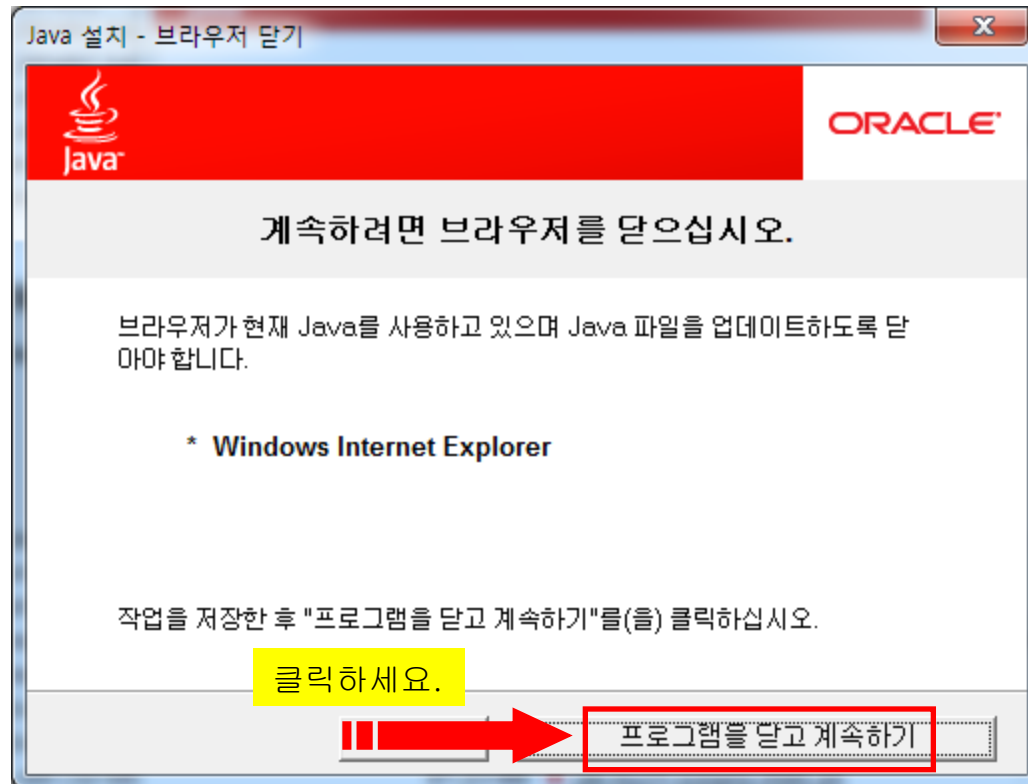 Java 설치 - 브라우저 닫기
Java
ORACLE
계속하려면 브라우저를 닫으십시오.
브라우저가 현재 Java를 사용하고 있으며 Java 파일을 업데이트하도록 닫
아야 합니다.
* Windows Internet Explorer
작업을 저장한 후 "프로그램을 닫고 계속하기"를(을) 클릭하십시오.
클릭하세요.
프로그램을 닫고 계속하기